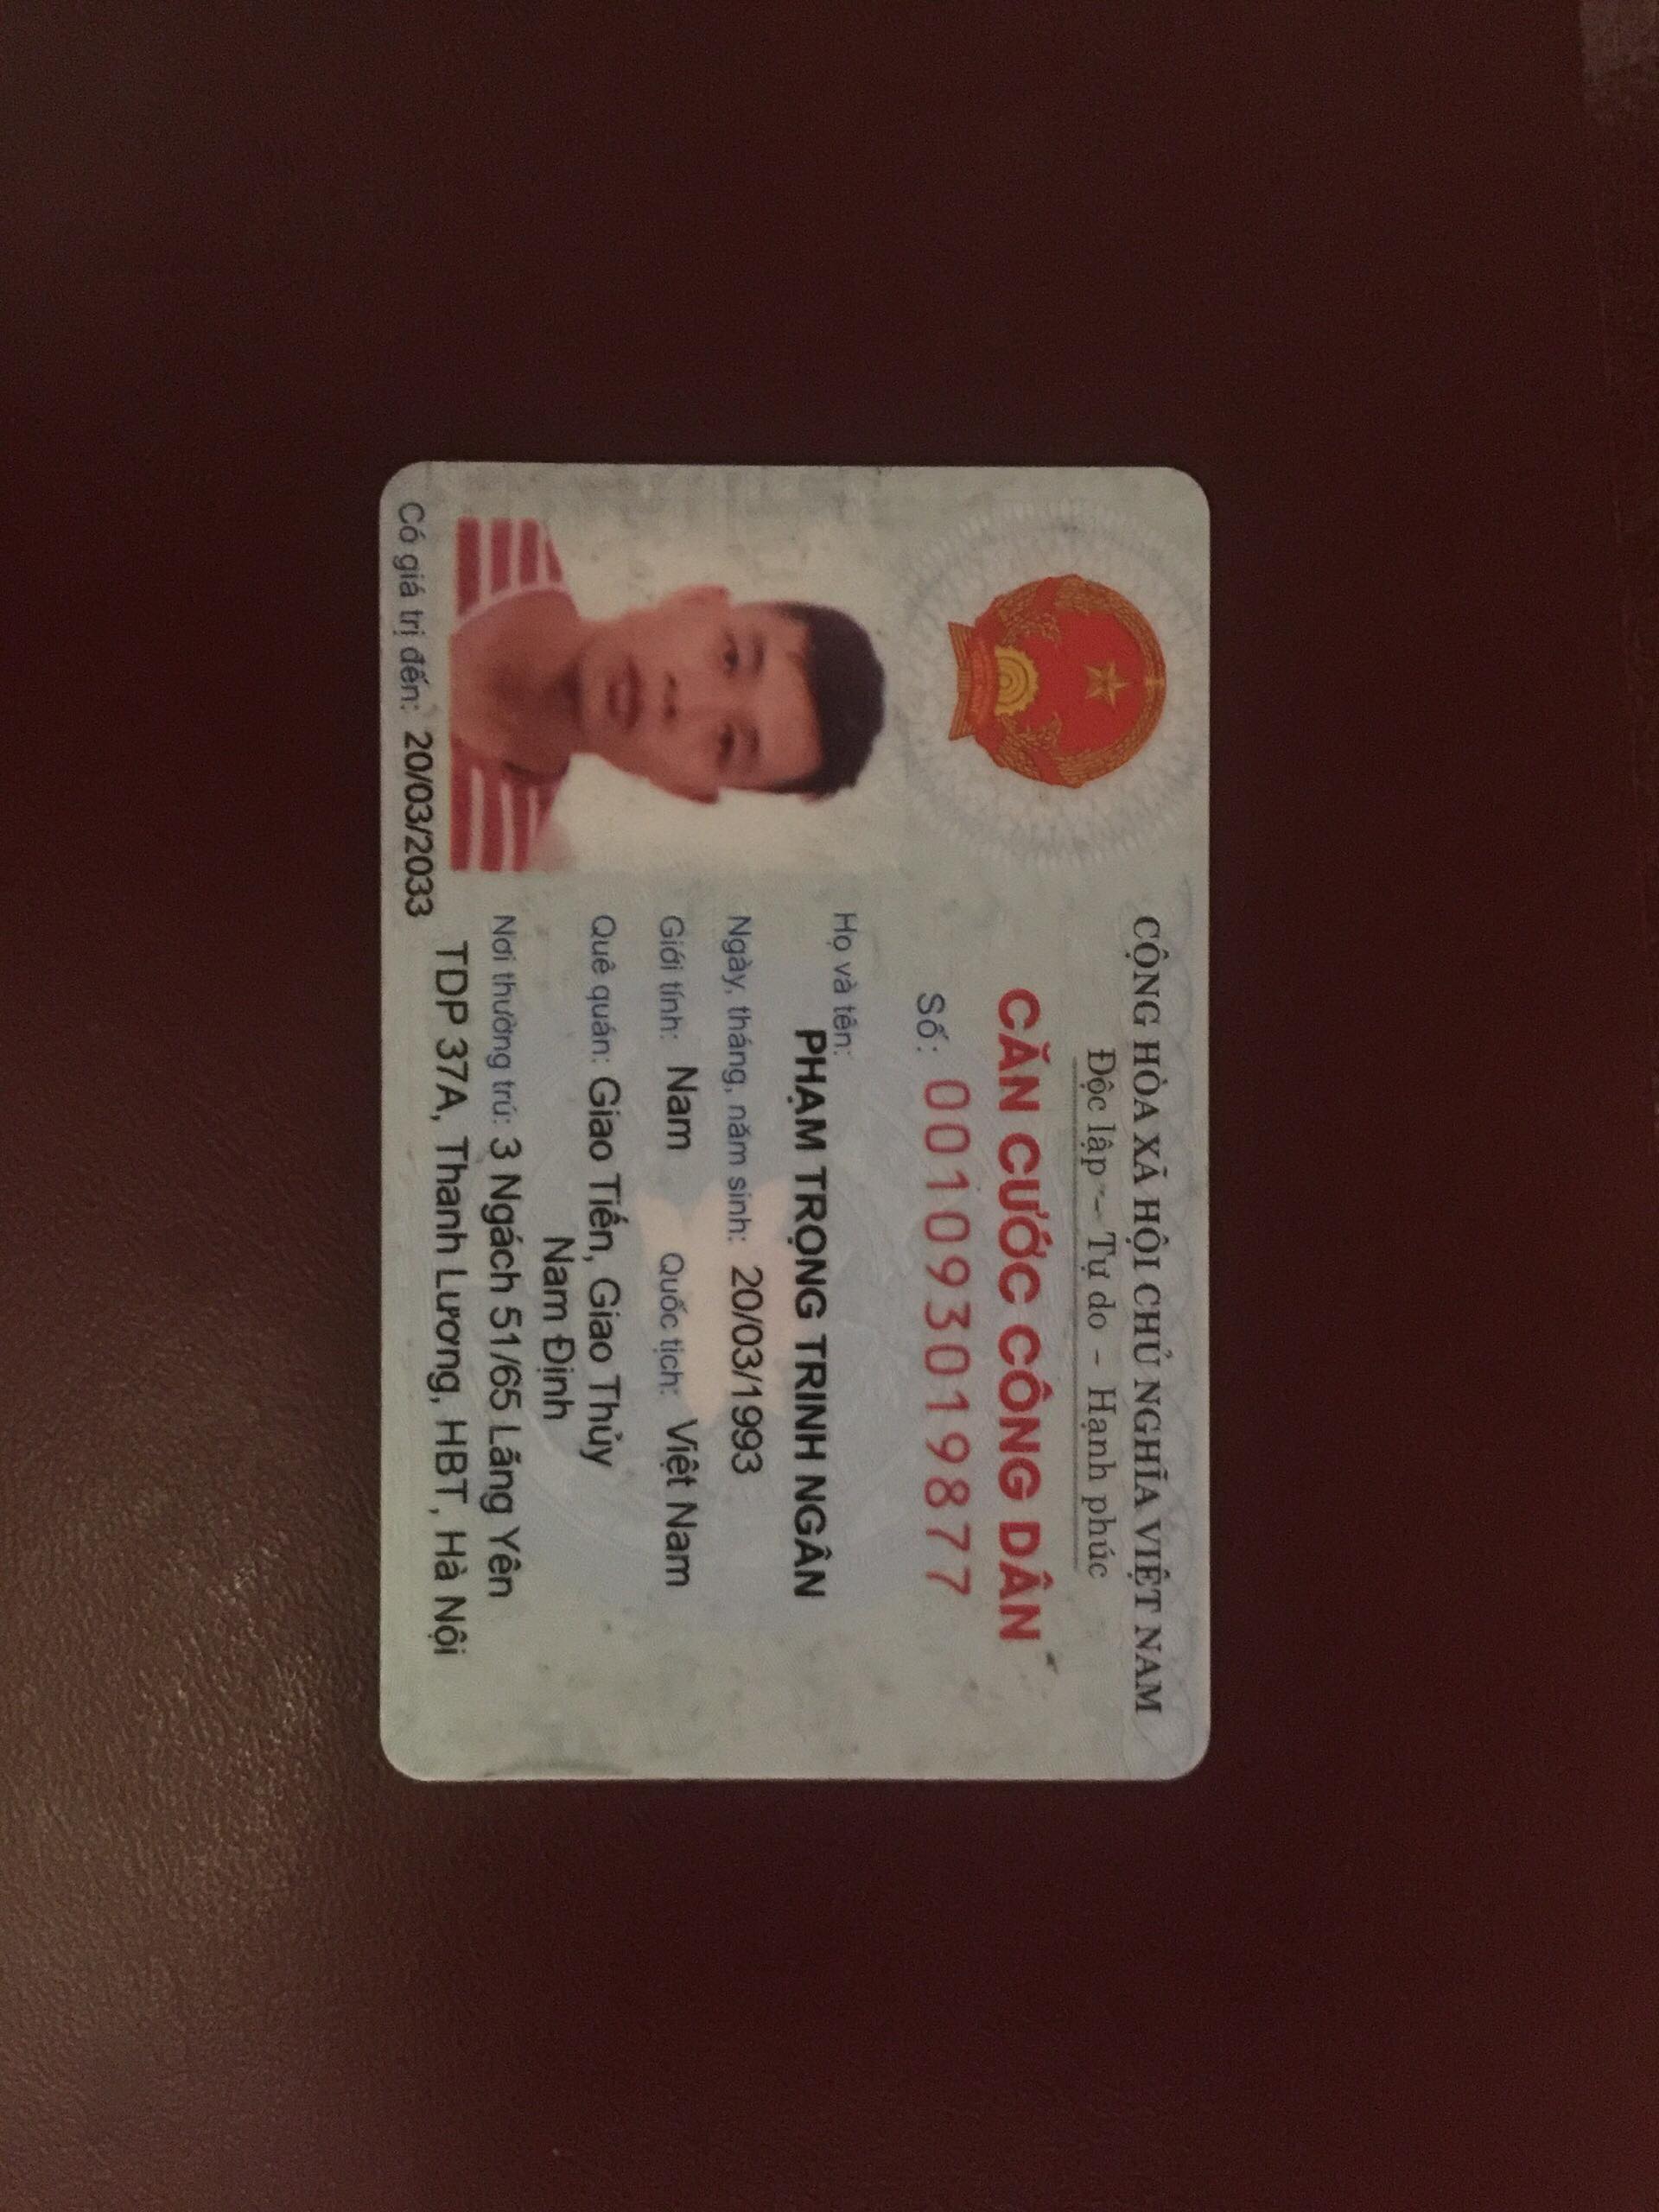 CỘNG HÒA XÃ HỘI CHỦ NGHĨA VIỆT NAM
Độc lập – Tự do – Hạnh phúc
CĂN CƯỚC CÔNG DÂN
Số: 001093019877
Họ và tên:
PHẠM TRỌNG TRINH NGÂN
Ngày, tháng, năm sinh: 20/03/1993
Giới tính: Nam Quốc tịch: Việt Nam
Quê quán: Giao Tiến, Giao Thủy
Nam Định
Nơi thường trú: 3 Ngách 51/65 Lãng Yên
TDP 37A, Thanh Lương, HBT, Hà Nội
Có giá trị đến: 20/03/2033